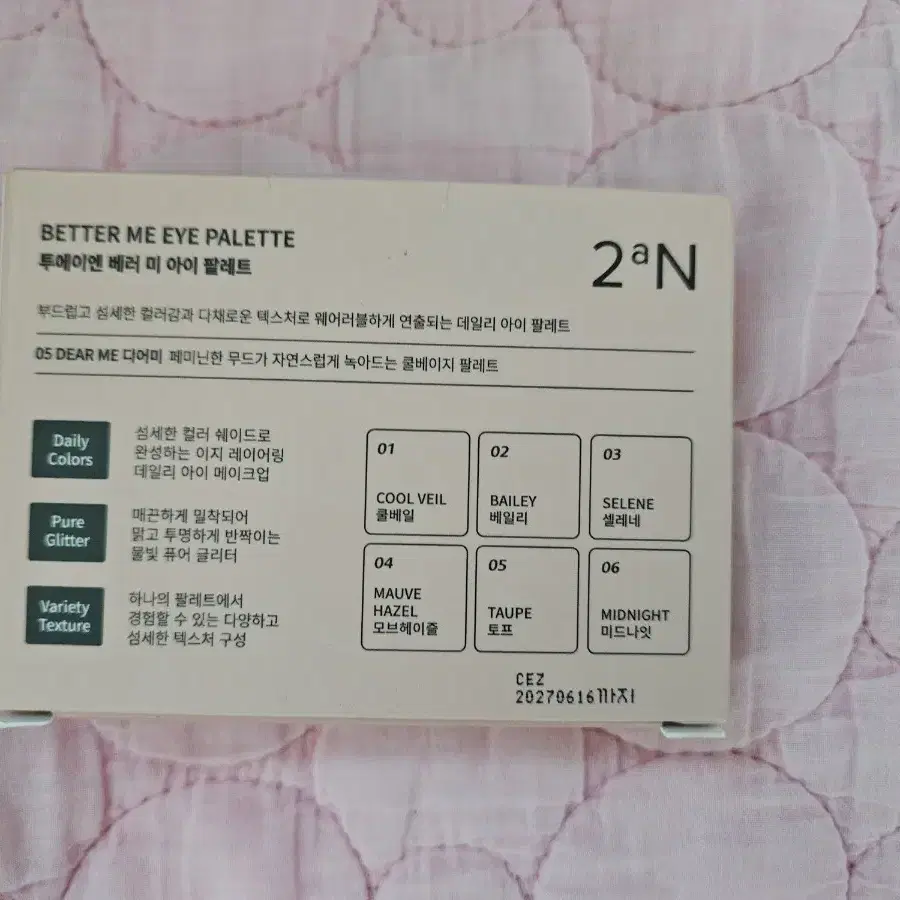 BETTER ME EYE PALETTE
투에이엔 베러 미 아이 팔레트
2aN
부드럽고 섬세한 컬러감과 다채로운 텍스처로 웨어러블하게 연출되는 데일리 아이 팔레트
05 DEAR ME 디어미 페미닌한 무드가 자연스럽게 녹아드는 쿨베이지 팔레트
Daily
Colors
섬세한 컬러 쉐이드로
완성하는 이지 레이어링
데일리 아이 메이크업
Pure
Glitter
매끈하게 밀착되어
맑고 투명하게 반짝이는
물빛 퓨어 글리터
Variety
Texture
하나의 팔레트에서
경험할 수 있는 다양하고
섬세한 텍스처 구성
01
COOL VEIL
쿨베일
02
BAILEY
베일리
03
SELENE
셀레네
04
MAUVE
HAZEL
모브헤이즐
05
TAUPE
토프
06
MIDNIGHT
미드나잇
CEZ
20270616까지